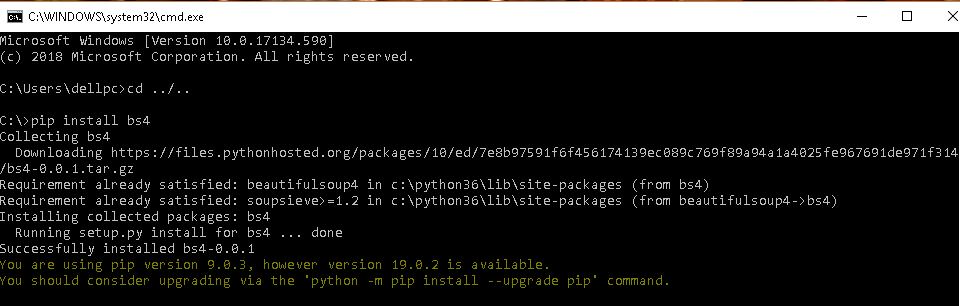 C:\WINDOWS\system32\cmd.exe
Microsoft Windows [Version 10.0.17134.590]
(c) 2018 Microsoft Corporation. All rights reserved.
C:\Users\dellpc>cd ../..
C:\>pip install bs4
Collecting bs4
  Downloading https://files.pythonhosted.org/packages/10/ed/7e8b97591f6f456174139ec089c769f89a94a1a4025fe967691de971f314
/bs4-0.0.1.tar.gz
Requirement already satisfied: beautifulsoup4 in c:\python36\lib\site-packages (from bs4)
Requirement already satisfied: soupsieve>=1.2 in c:\python36\lib\site-packages (from beautifulsoup4->bs4)
Installing collected packages: bs4
  Running setup.py install for bs4 ... done
Successfully installed bs4-0.0.1
You are using pip version 9.0.3, however version 19.0.2 is available.
You should consider upgrading via the 'python -m pip install --upgrade pip' command.